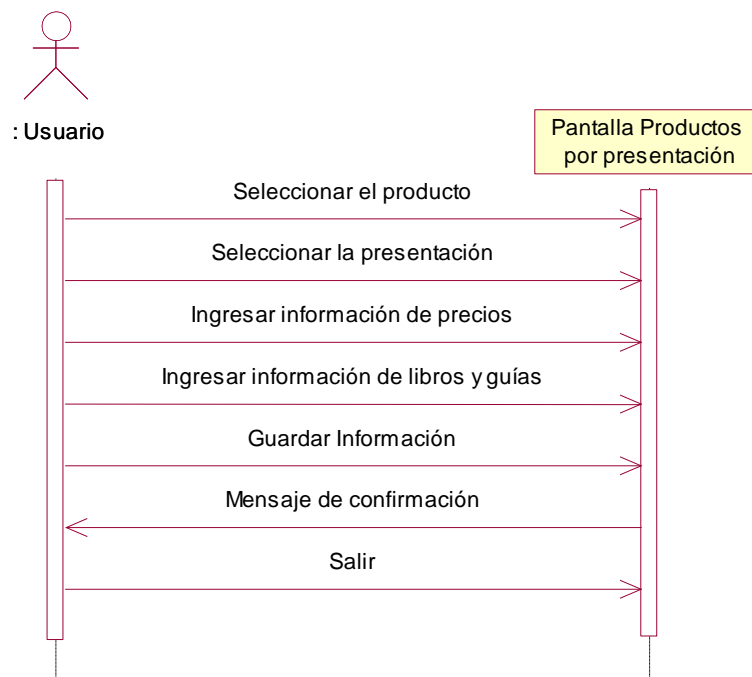 : Usuario
Pantalla Productos
por presentación
Seleccionar el producto
Seleccionar la presentación
Ingresar información de precios
Ingresar información de libros y guías
Guardar Información
Mensaje de confirmación
Salir